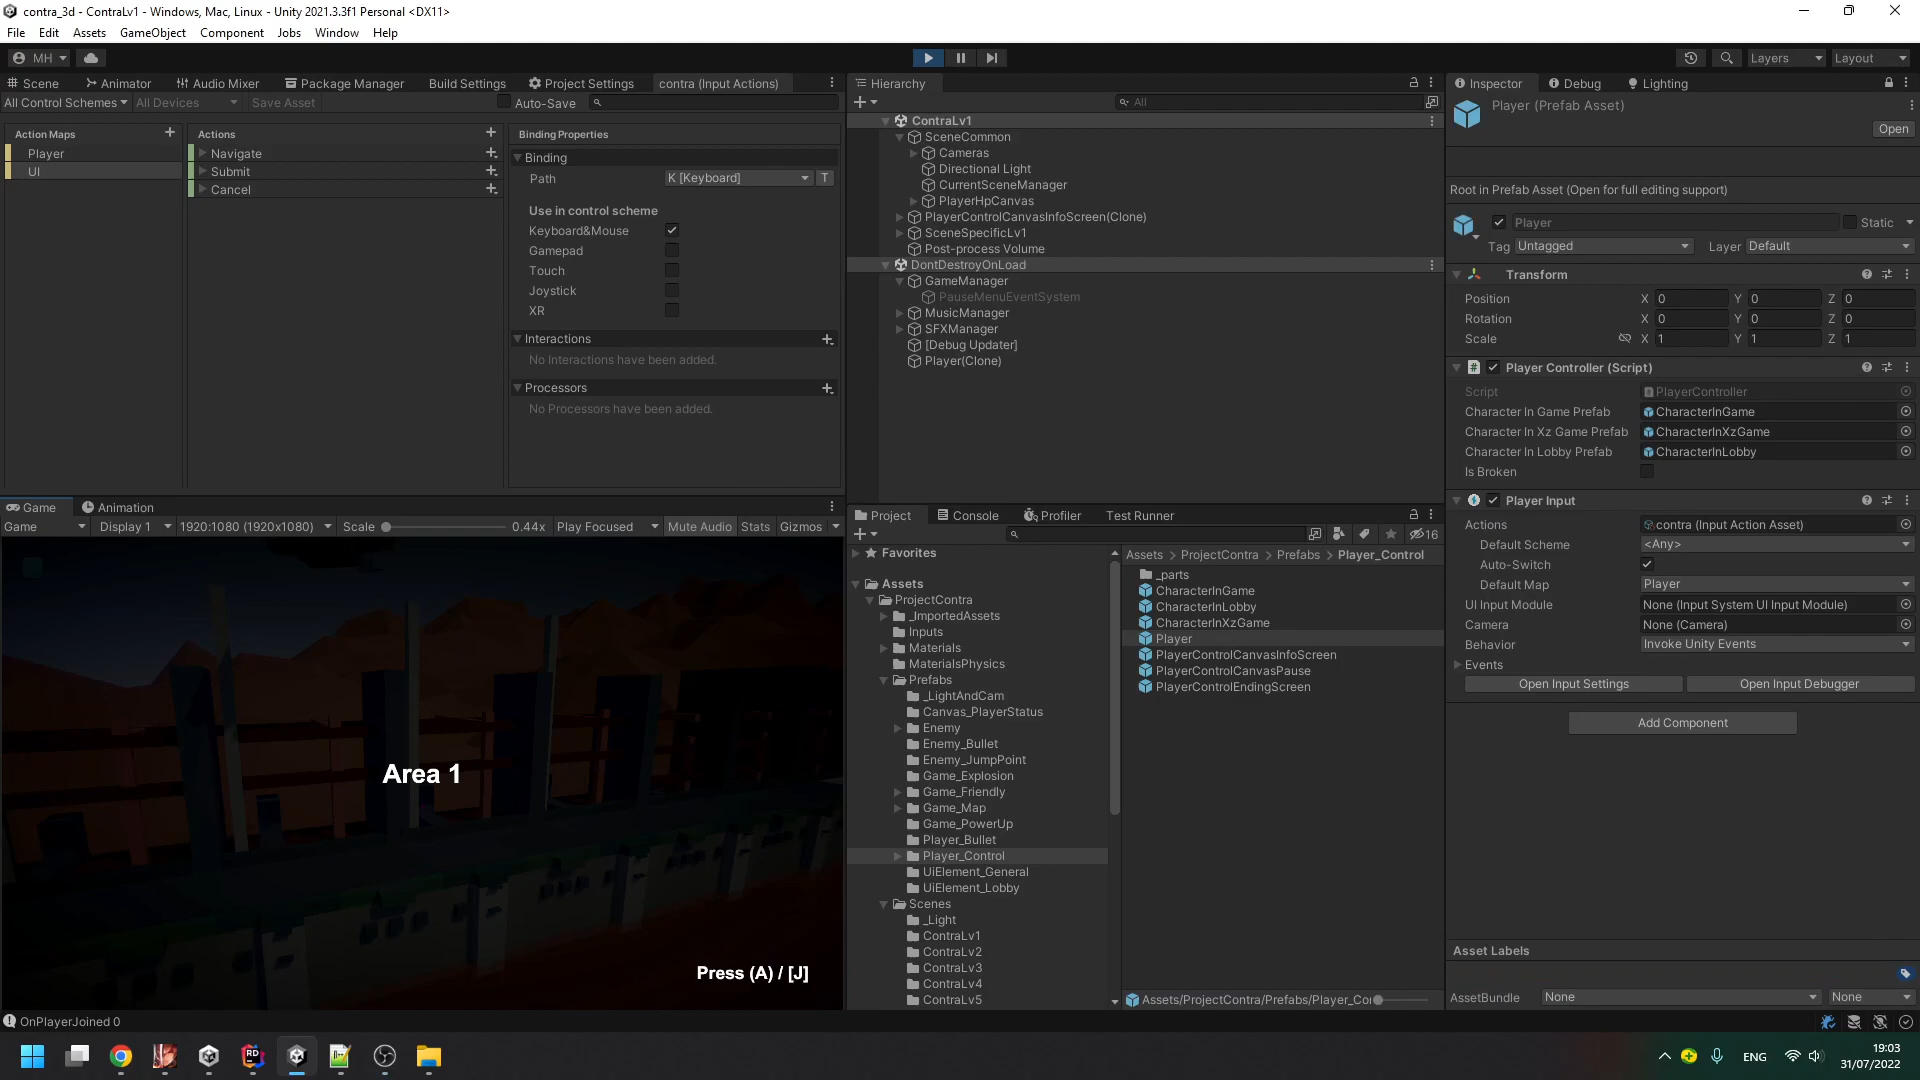 contra_3d - ContraLv1 - Windows, Mac, Linux - Unity 2021.3.3f1 Personal <DX11>
File Edit Assets GameObject Component Jobs Window Help
MH Layers Layout
Scene Animator Audio Mixer Package Manager Build Settings Project Settings contra (Input Actions)
All Control Schemes All Devices Save Asset Auto-Save
Action Maps
Player
UI
Actions
Navigate
Submit
Cancel
Binding Properties
Binding
Path K [Keyboard] T
Use in control scheme
Keyboard&Mouse
Gamepad
Touch
Joystick
XR
Interactions
No Interactions have been added.
Processors
No Processors have been added.
Game Animation
Game Display 1 1920:1080 (1920x1080) Scale 0.44x Play Focused Mute Audio Stats Gizmos
Area 1
Press (A) / [J]
OnPlayerJoined 0
Hierarchy
All
ContraLv1
SceneCommon
Cameras
Directional Light
CurrentSceneManager
PlayerHpCanvas
PlayerControlCanvasInfoScreen(Clone)
SceneSpecificLv1
Post-process Volume
DontDestroyOnLoad
GameManager
PauseMenuEventSystem
MusicManager
SFXManager
[Debug Updater]
Player(Clone)
Project Console Profiler Test Runner
16
Favorites
Assets
ProjectContra
_ImportedAssets
Inputs
Materials
MaterialsPhysics
Prefabs
_LightAndCam
Canvas_PlayerStatus
Enemy
Enemy_Bullet
Enemy_JumpPoint
Game_Explosion
Game_Friendly
Game_Map
Game_PowerUp
Player_Bullet
Player_Control
UiElement_General
UiElement_Lobby
Scenes
_Light
ContraLv1
ContraLv2
ContraLv3
ContraLv4
ContraLv5
Assets > ProjectContra > Prefabs > Player_Control
_parts
CharacterInGame
CharacterInLobby
CharacterInXzGame
Player
PlayerControlCanvasInfoScreen
PlayerControlCanvasPause
PlayerControlEndingScreen
Assets/ProjectContra/Prefabs/Player_Co
Inspector Debug Lighting
Player (Prefab Asset)
Open
Root in Prefab Asset (Open for full editing support)
Player Static
Tag Untagged Layer Default
Transform
Position X 0 Y 0 Z 0
Rotation X 0 Y 0 Z 0
Scale X 1 Y 1 Z 1
Player Controller (Script)
Script PlayerController
Character In Game Prefab CharacterInGame
Character In Xz Game Prefab CharacterInXzGame
Character In Lobby Prefab CharacterInLobby
Is Broken
Player Input
Actions contra (Input Action Asset)
Default Scheme <Any>
Auto-Switch
Default Map Player
UI Input Module None (Input System UI Input Module)
Camera None (Camera)
Behavior Invoke Unity Events
Events
Open Input Settings Open Input Debugger
Add Component
Asset Labels
AssetBundle None None
RD
ENG
19:03
31/07/2022